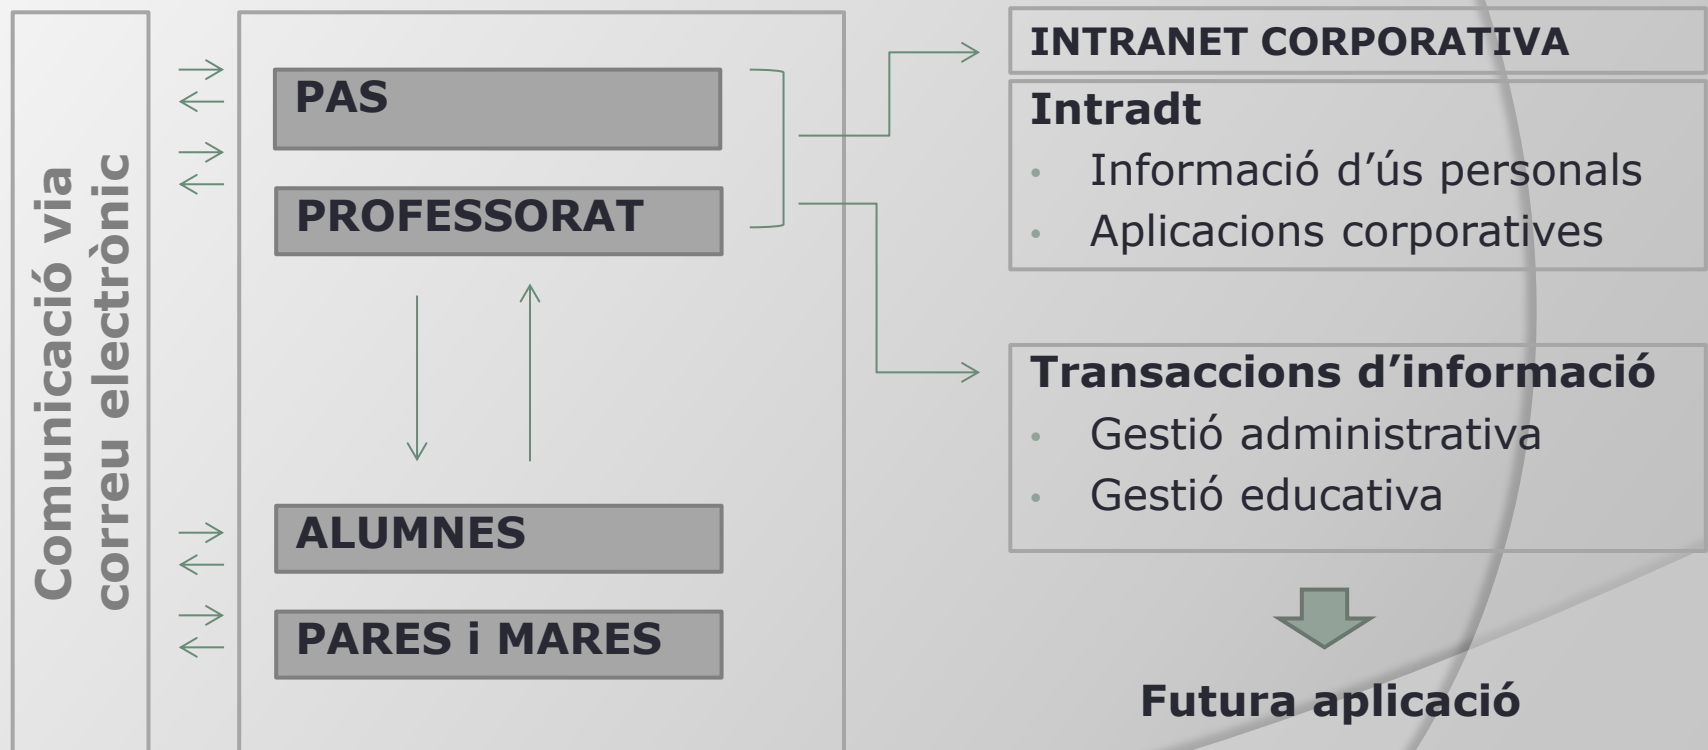 Comunicació via
correu electrònic
PAS
PROFESSORAT
ALUMNES
PARES i MARES
INTRANET CORPORATIVA
Intradt
• Informació d’ús personals
• Aplicacions corporatives
Transaccions d’informació
• Gestió administrativa
• Gestió educativa
Futura aplicació